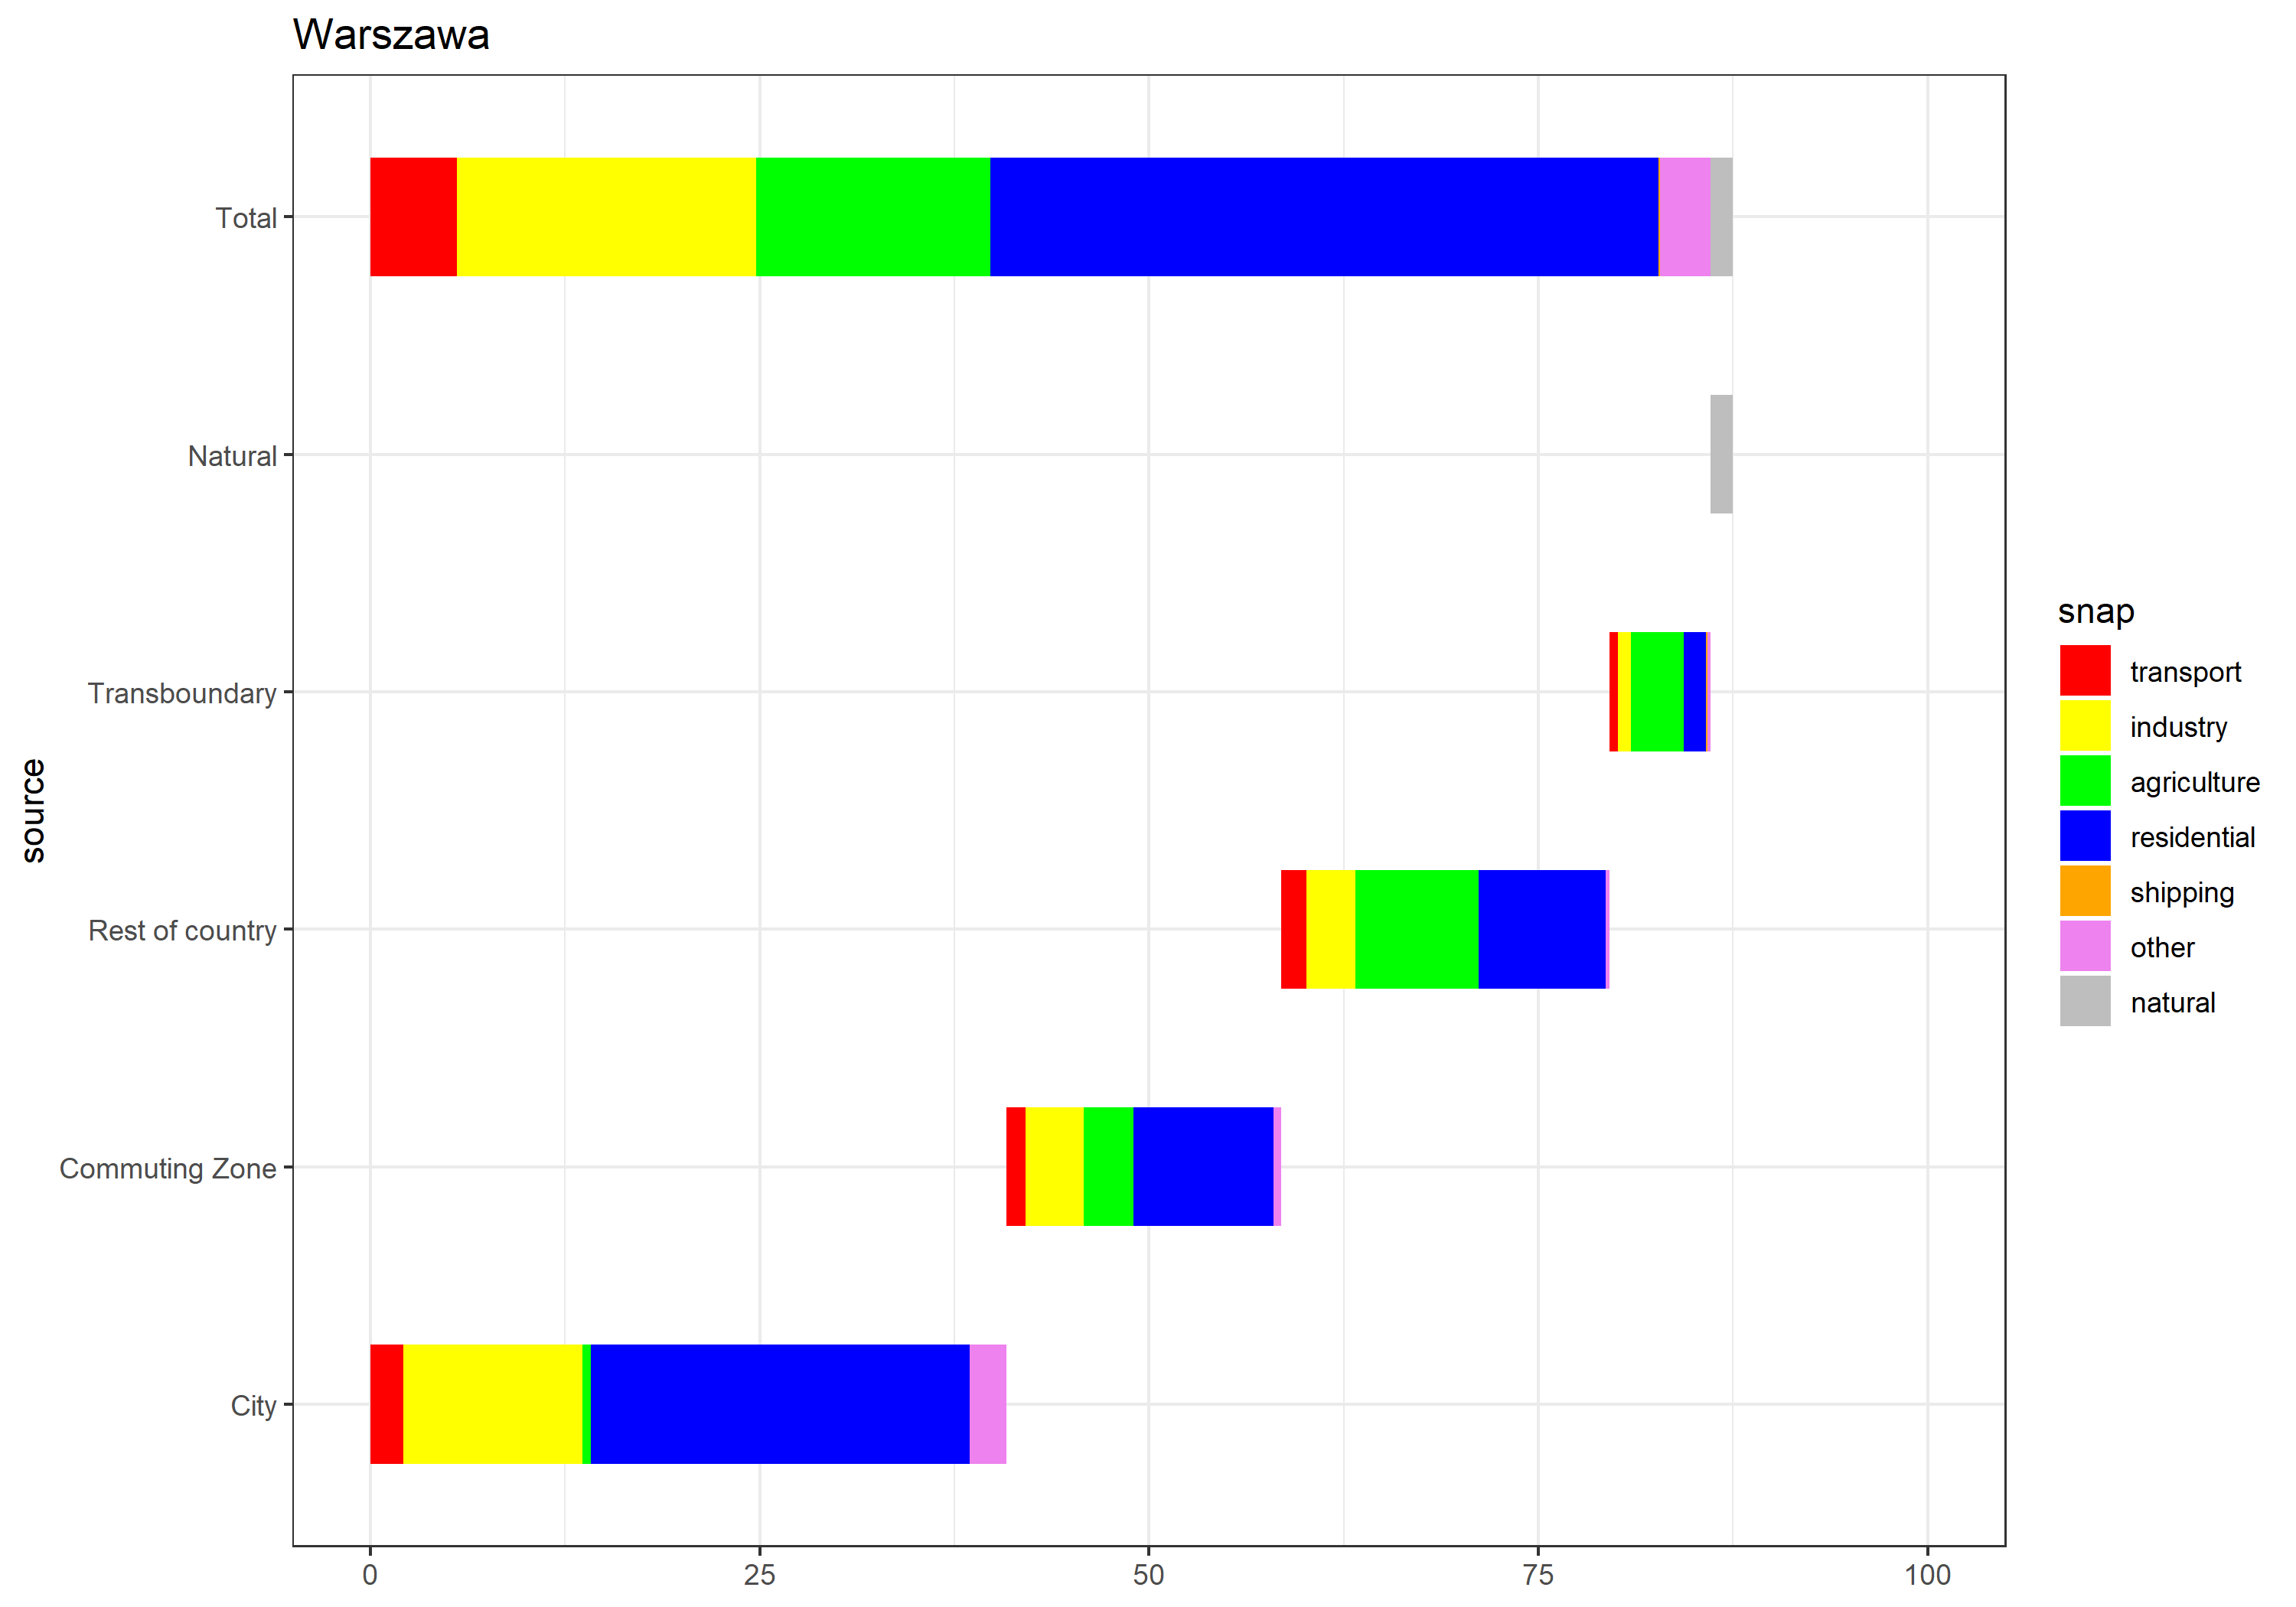 Warszawa
Total
Natural
Transboundary
Rest of country
Commuting Zone
City
source
0 25 50 75 100
snap
transport
industry
agriculture
residential
shipping
other
natural